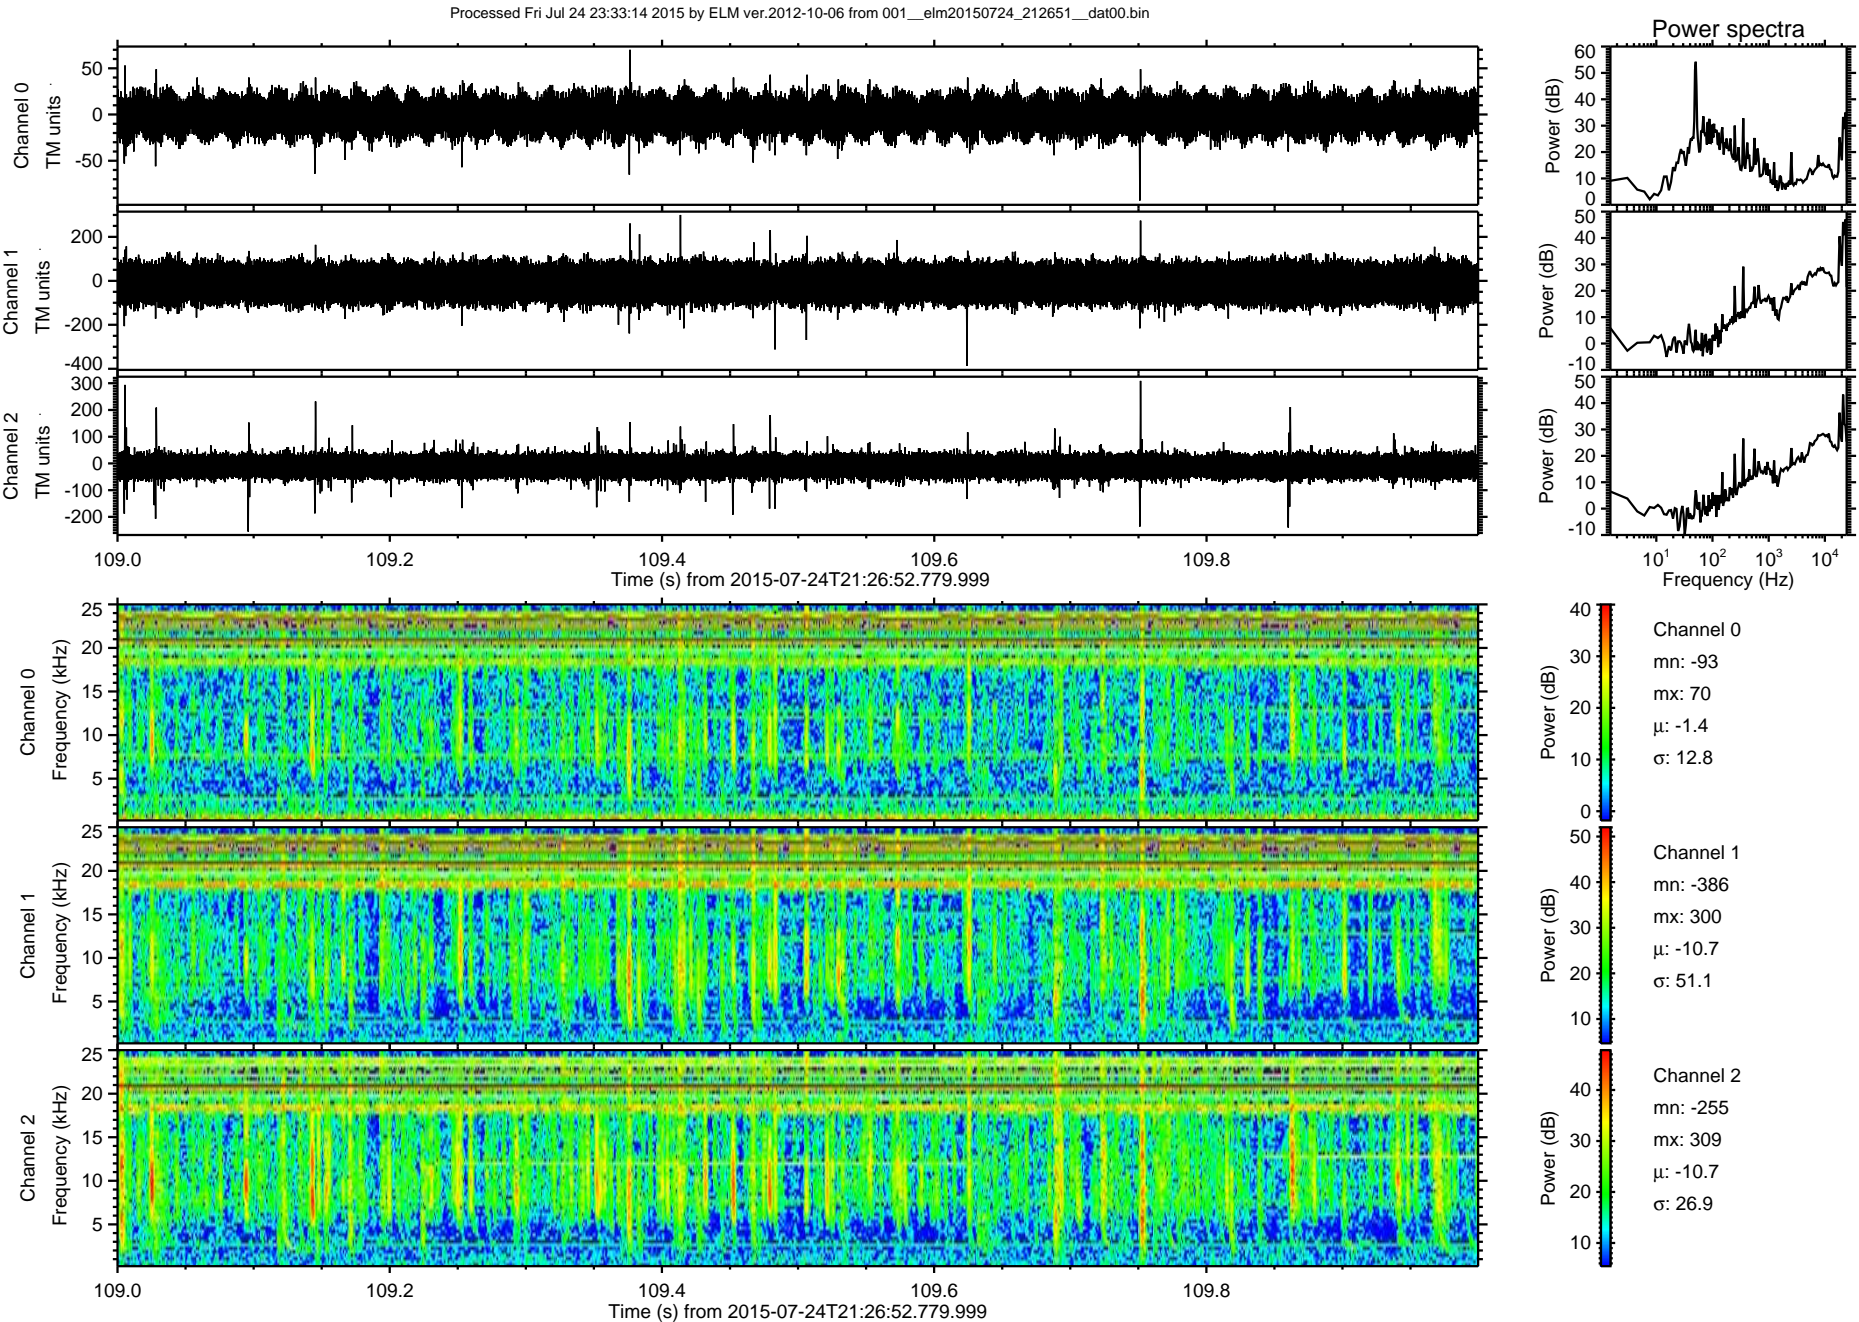 Processed Fri Jul 24 23:33:14 2015 by ELM ver.2012-10-06 from 001__elm20150724_212651__dat00.bin
Power spectra
Channel 0
TM units
50
0
-50
Power (dB)
60
50
40
30
20
10
0
Channel 1
TM units
200
0
-200
-400
Power (dB)
50
40
30
20
10
0
-10
Channel 2
TM units
300
200
100
0
-100
-200
Power (dB)
50
40
30
20
10
0
-10
109.0 109.2 109.4 109.6 109.8
Time (s) from 2015-07-24T21:26:52.779.999
10^1 10^2 10^3 10^4
Frequency (Hz)
Channel 0
Frequency (kHz)
25
20
15
10
5
Power (dB)
40
30
20
10
0
Channel 0
mn: -93
mx: 70
μ: -1.4
σ: 12.8
Channel 1
Frequency (kHz)
25
20
15
10
5
Power (dB)
50
40
30
20
10
Channel 1
mn: -386
mx: 300
μ: -10.7
σ: 51.1
Channel 2
Frequency (kHz)
25
20
15
10
5
Power (dB)
40
30
20
10
Channel 2
mn: -255
mx: 309
μ: -10.7
σ: 26.9
109.0 109.2 109.4 109.6 109.8
Time (s) from 2015-07-24T21:26:52.779.999